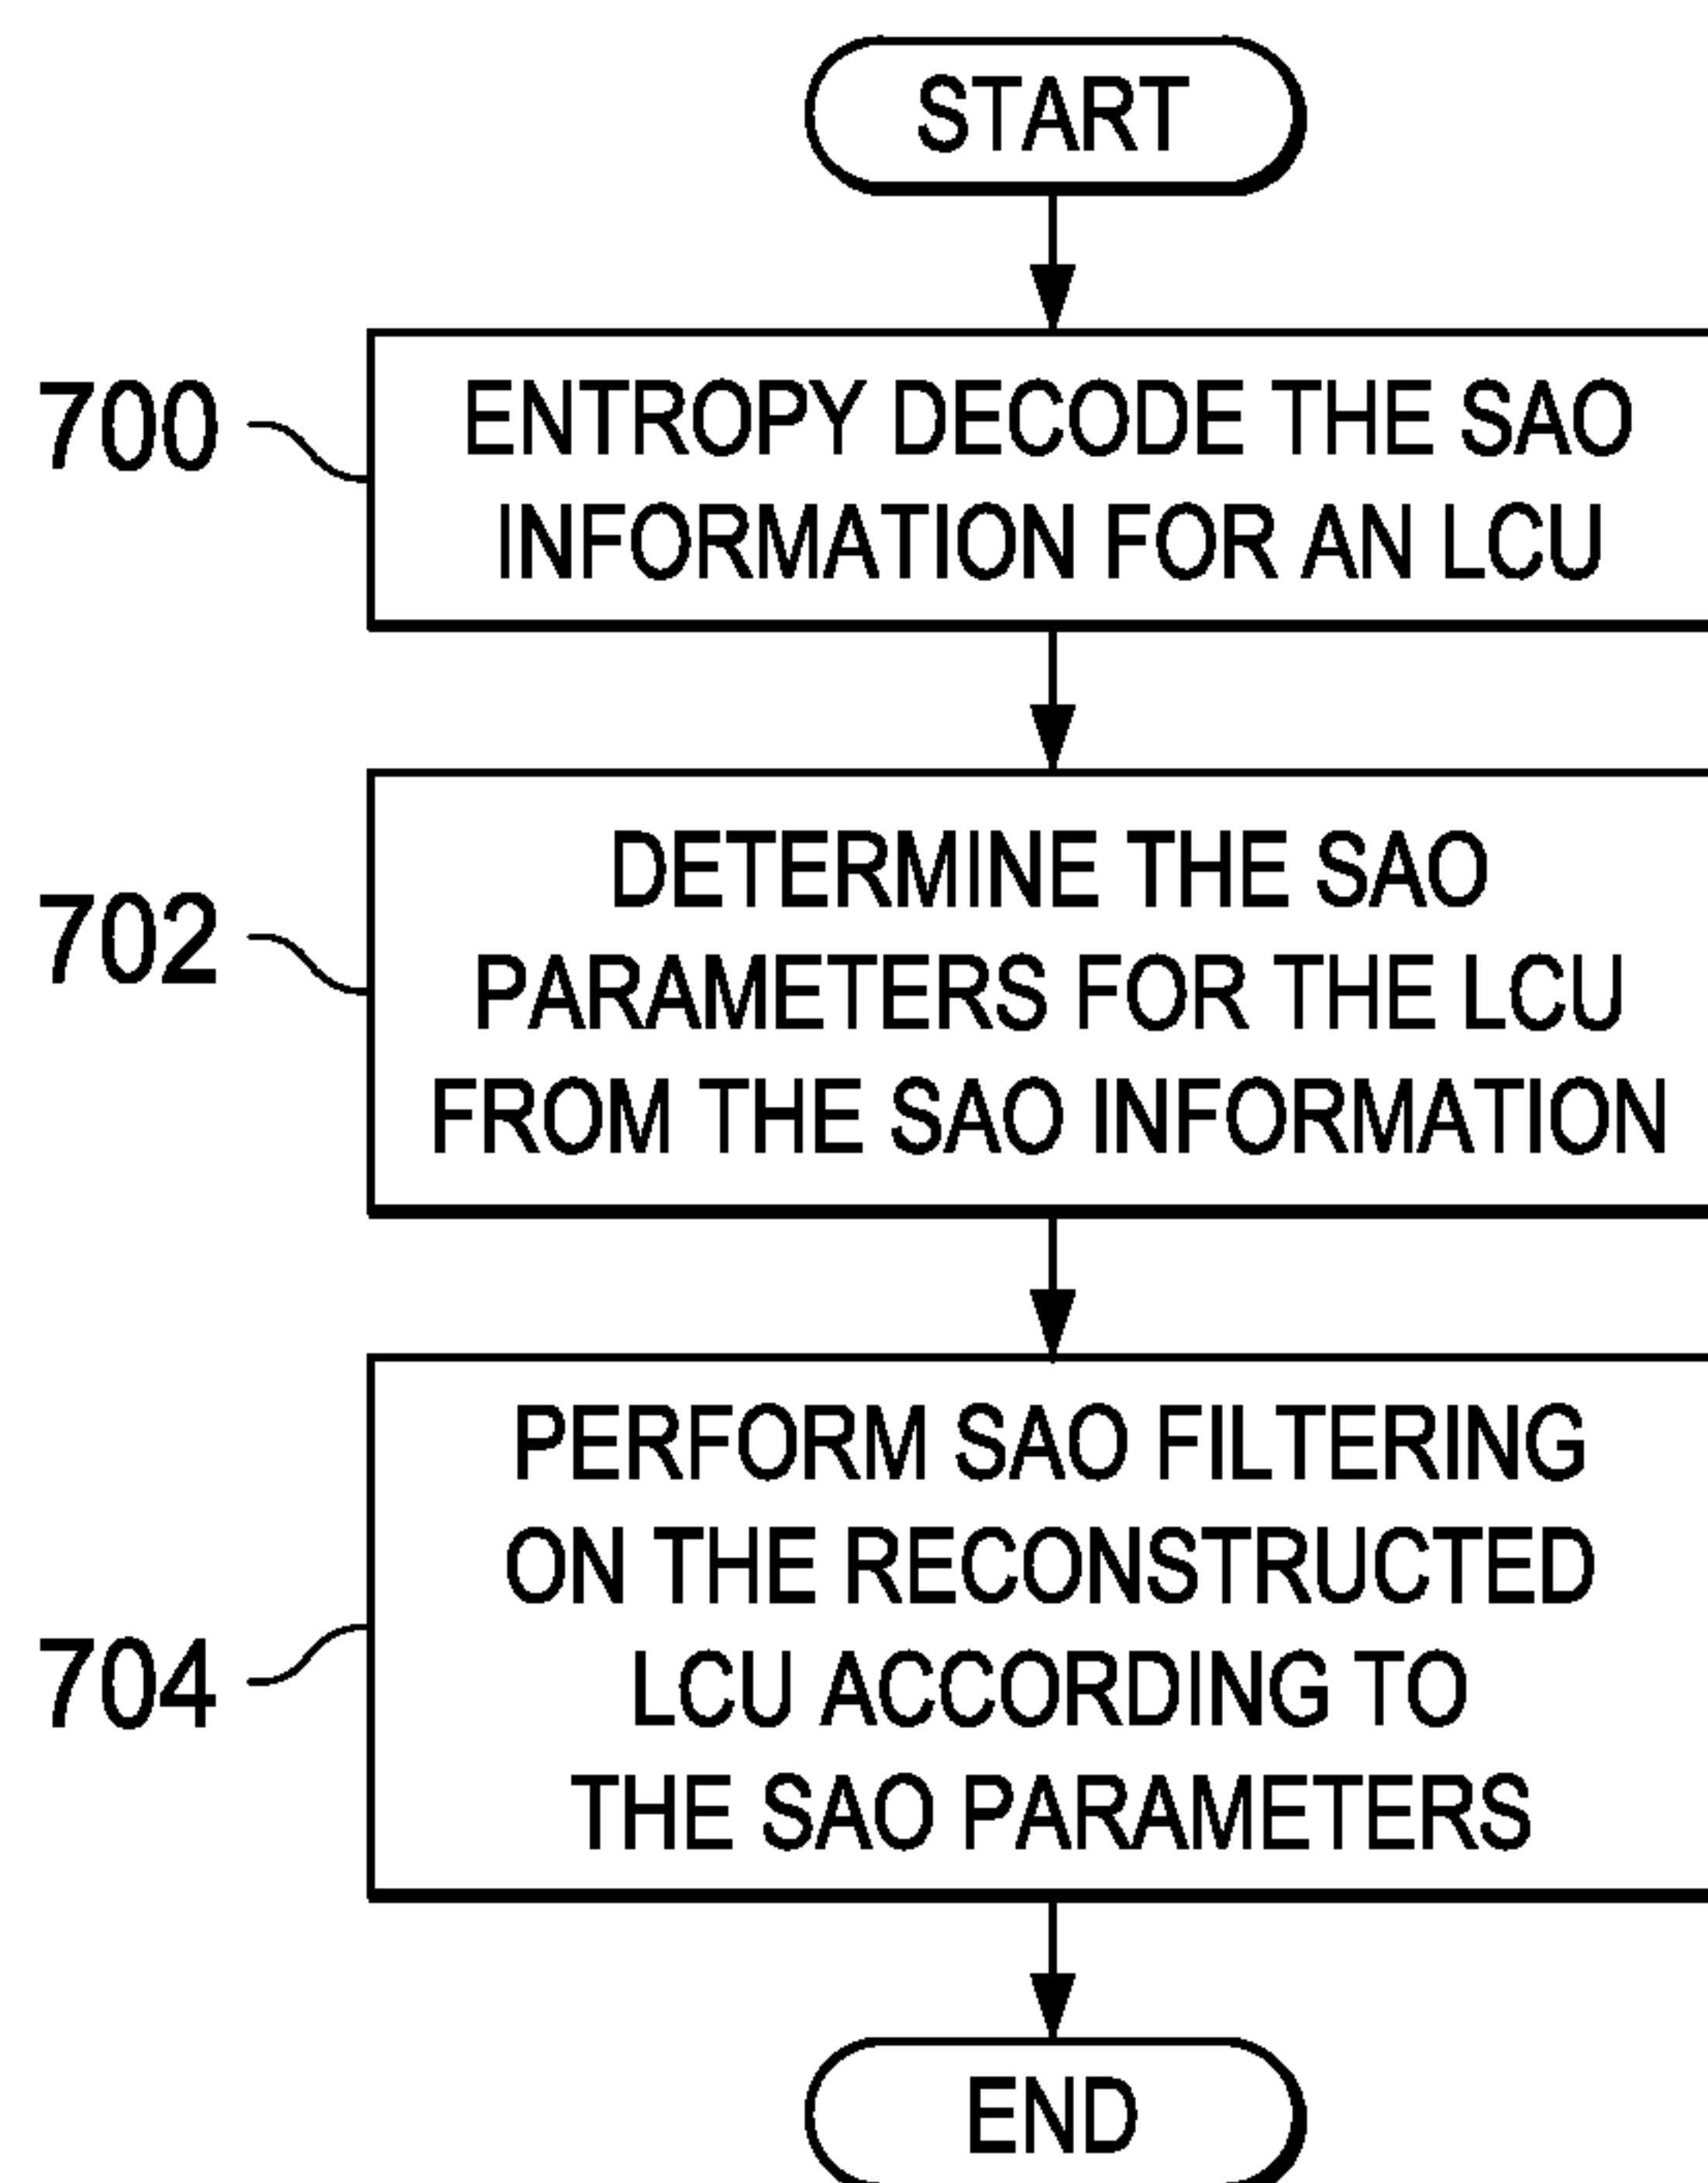 START
700
ENTROPY DECODE THE SAO
INFORMATION FOR AN LCU
702
DETERMINE THE SAO
PARAMETERS FOR THE LCU
FROM THE SAO INFORMATION
704
PERFORM SAO FILTERING
ON THE RECONSTRUCTED
LCU ACCORDING TO
THE SAO PARAMETERS
END